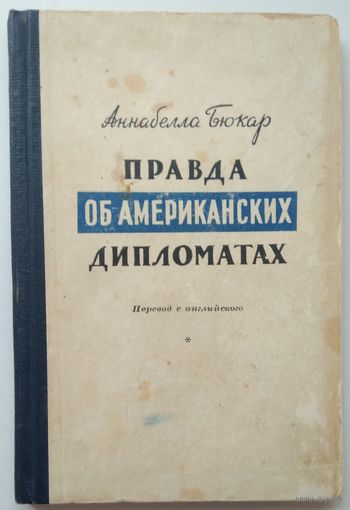 Аннабелла Бюкар
ПРАВДА
ОБ АМЕРИКАНСКИХ
ДИПЛОМАТАХ
Перевод с английского
*